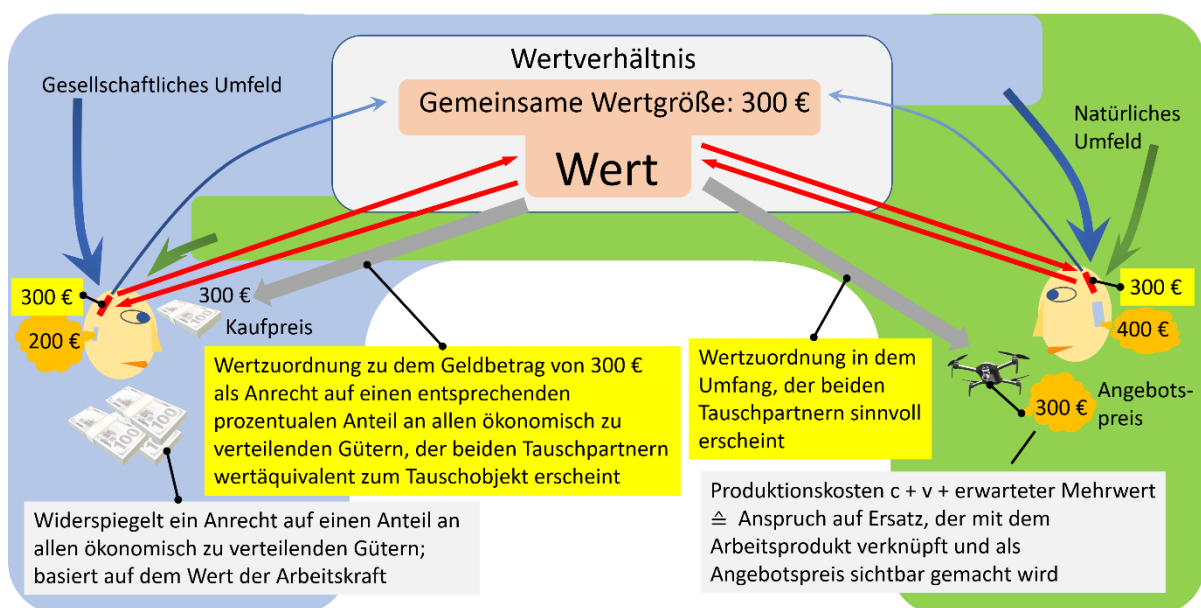 Wertverhältnis
Gemeinsame Wertgröße: 300 €
Wert
Gesellschaftliches Umfeld
Natürliches
Umfeld
300 €
200 €
300 €
Kaufpreis
300 €
400 €
300 €
Angebots-
preis
Wertzuordnung zu dem Geldbetrag von 300 €
als Anrecht auf einen entsprechenden
prozentualen Anteil an allen ökonomisch zu
verteilenden Gütern, der beiden Tauschpartnern
wertäquivalent zum Tauschobjekt erscheint
Wertzuordnung in dem
Umfang, der beiden
Tauschpartnern sinnvoll
erscheint
Widerspiegelt ein Anrecht auf einen Anteil an
allen ökonomisch zu verteilenden Gütern;
basiert auf dem Wert der Arbeitskraft
Produktionskosten c + v + erwarteter Mehrwert
≙ Anspruch auf Ersatz, der mit dem
Arbeitsprodukt verknüpft und als
Angebotspreis sichtbar gemacht wird
100
100